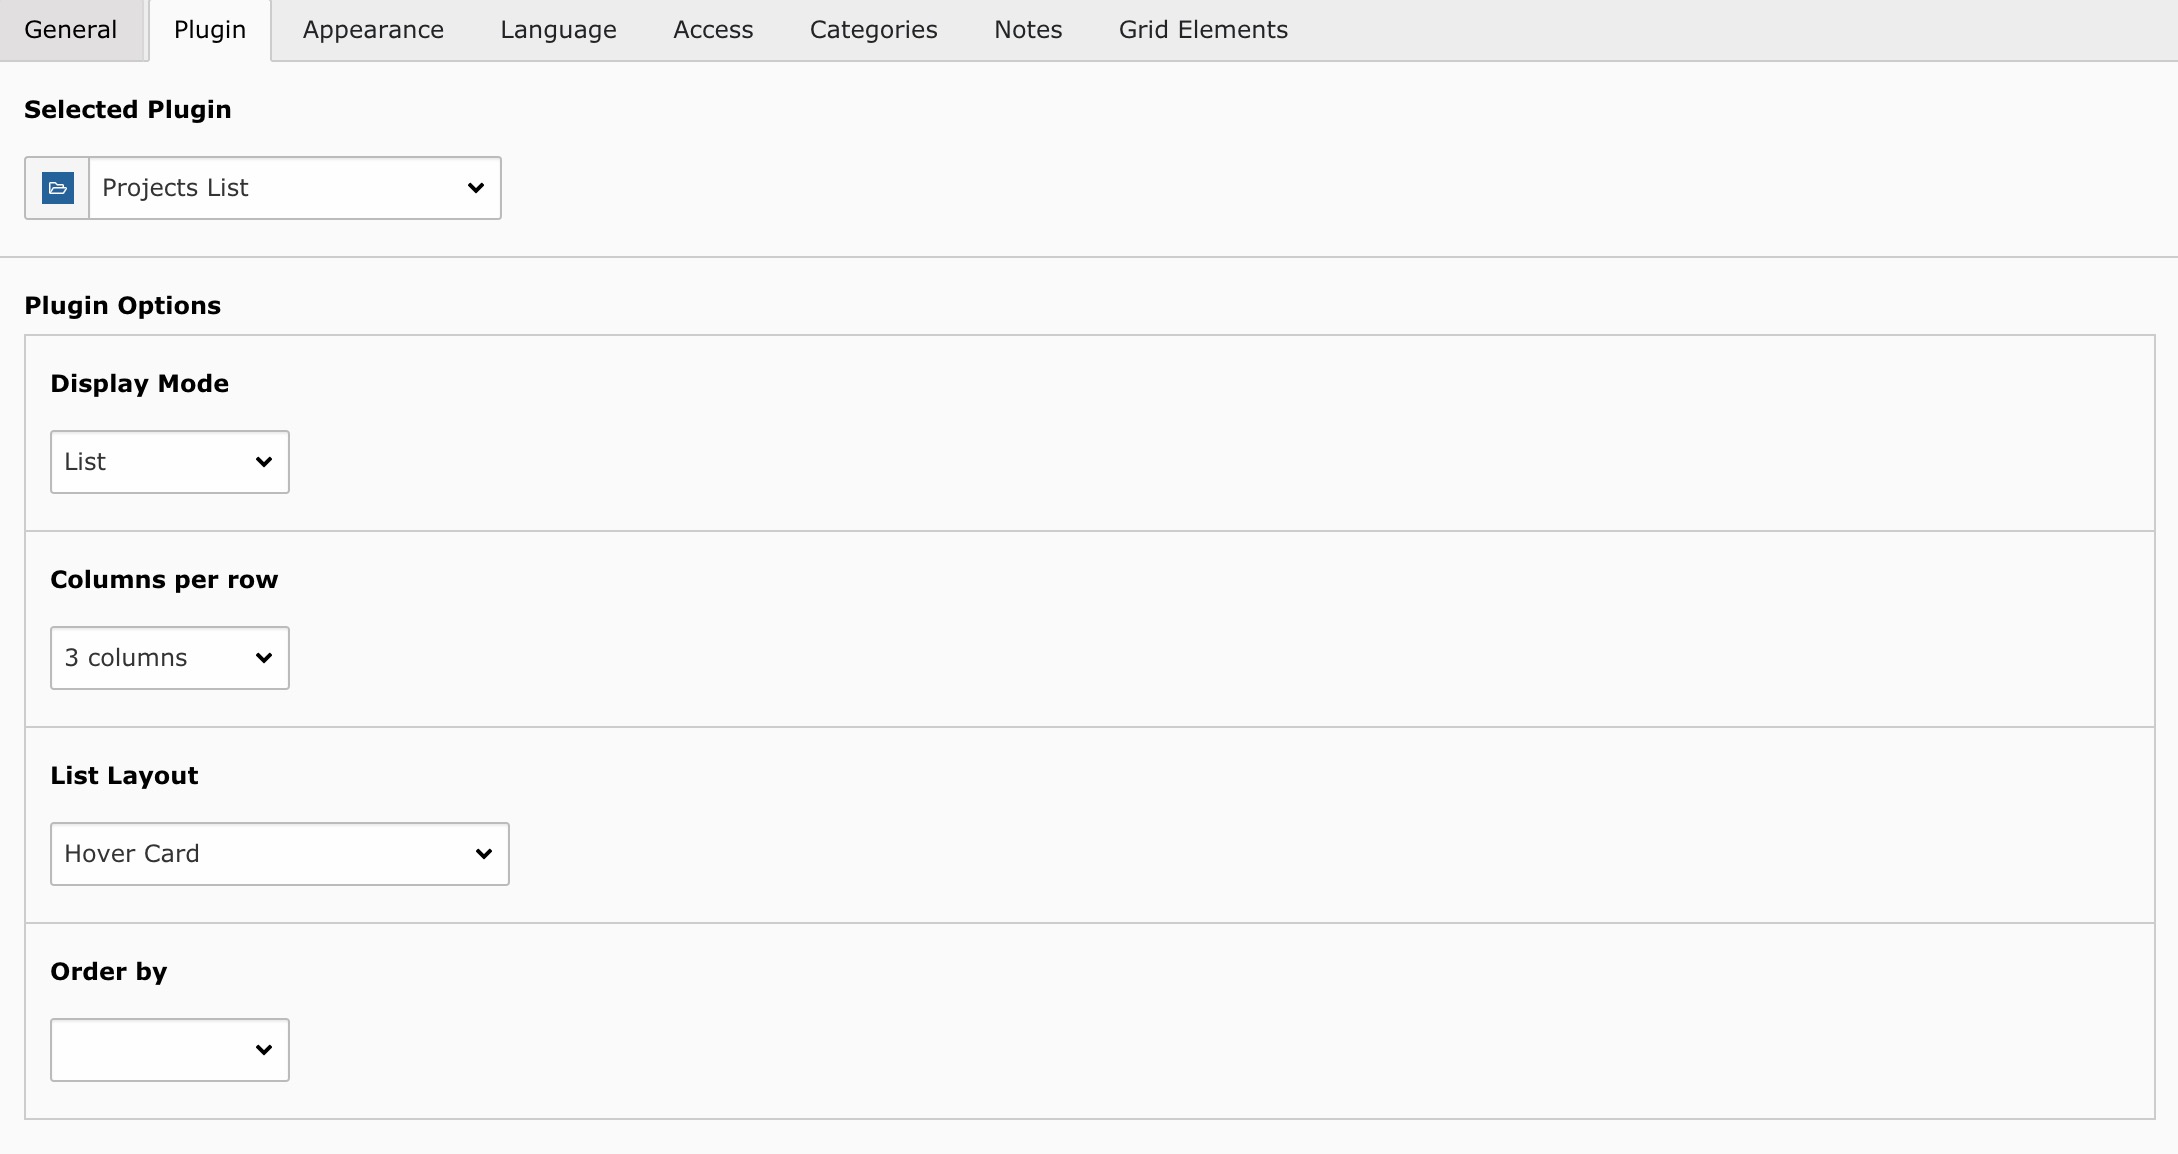 General Plugin Appearance Language Access Categories Notes Grid Elements
Selected Plugin
Projects List
Plugin Options
Display Mode
List
Columns per row
3 columns
List Layout
Hover Card
Order by